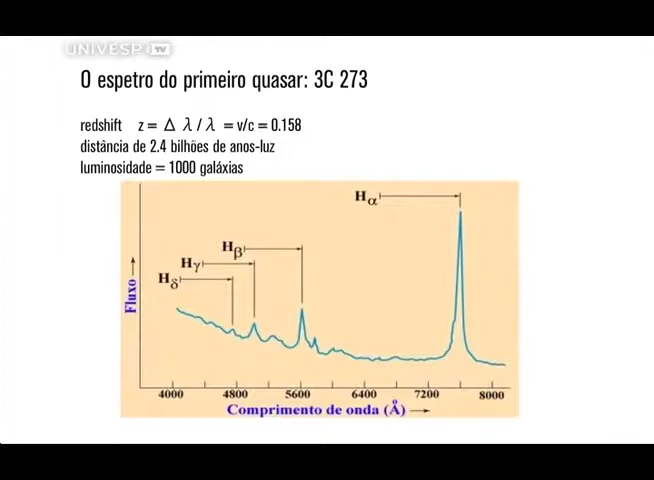 UNIVESP TV
O espetro do primeiro quasar: 3C 273
redshift z = Δ λ / λ = v/c = 0.158
distância de 2.4 bilhões de anos-luz
luminosidade = 1000 galáxias
Hα
Hβ
Hγ
Hδ
Fluxo →
4000 4800 5600 6400 7200 8000
Comprimento de onda (Å) →